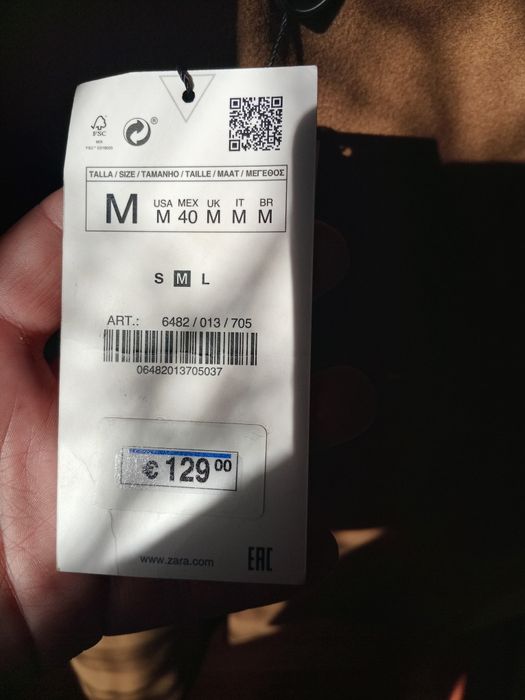 FSC
TALLA / SIZE / TAMANHO / TAILLE / MAAT / ΜΕΓΕΘΟΣ
M
USA MEX UK IT BR
M 40 M M M
S M L
ART.: 6482 / 013 / 705
06482013705037
€ 129 00
www.zara.com
EAC